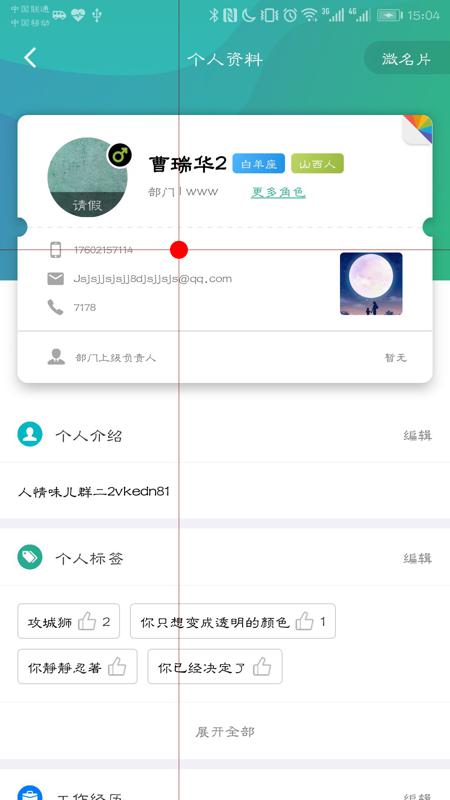 中国联通
中国移动
3G 4G 15:04
个人资料
微名片
曹瑞华2 白羊座 山西人
部门 | www 更多角色
请假
17602157114
Jsjsjjsjsjj8djsjjsjs@qq.com
7178
部门上级负责人 暂无
个人介绍 编辑
人情味儿群二2vkedn81
个人标签 编辑
攻城狮 2 你只想变成透明的颜色 1
你静静忍著 你已经决定了
展开全部
工作经历 编辑